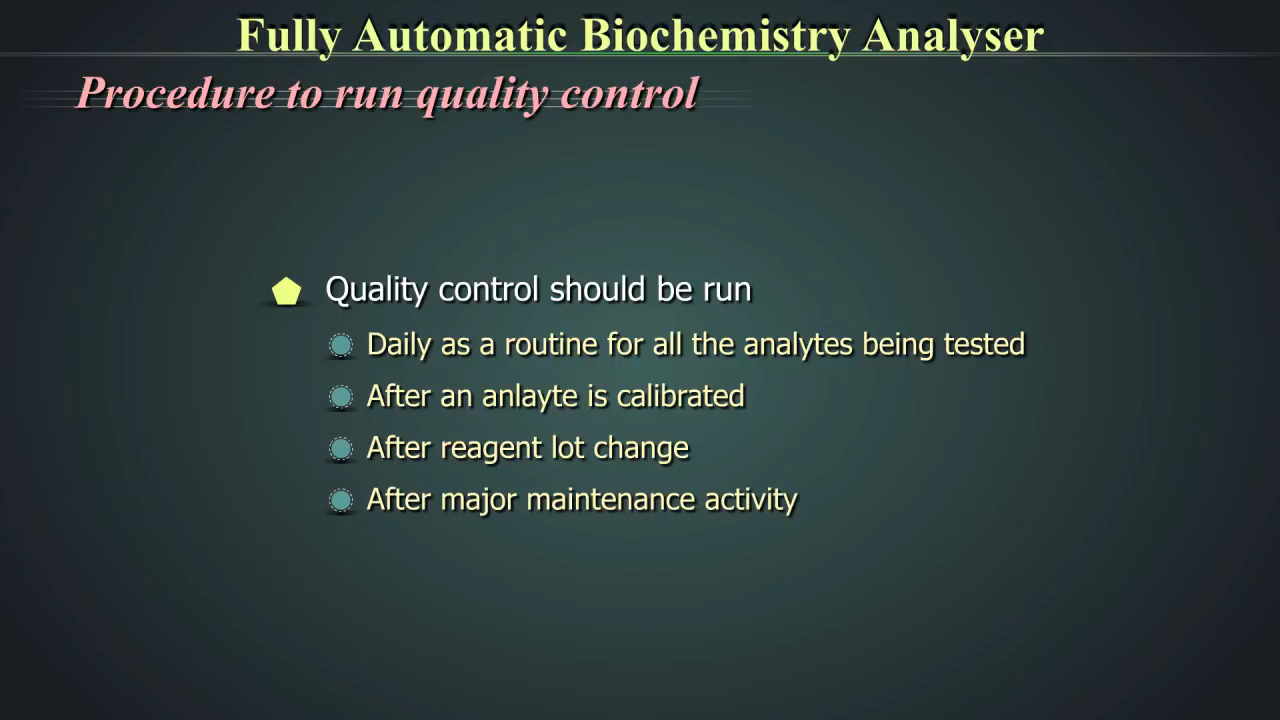 Fully Automatic Biochemistry Analyser
Procedure to run quality control
Quality control should be run
Daily as a routine for all the analytes being tested
After an anlayte is calibrated
After reagent lot change
After major maintenance activity